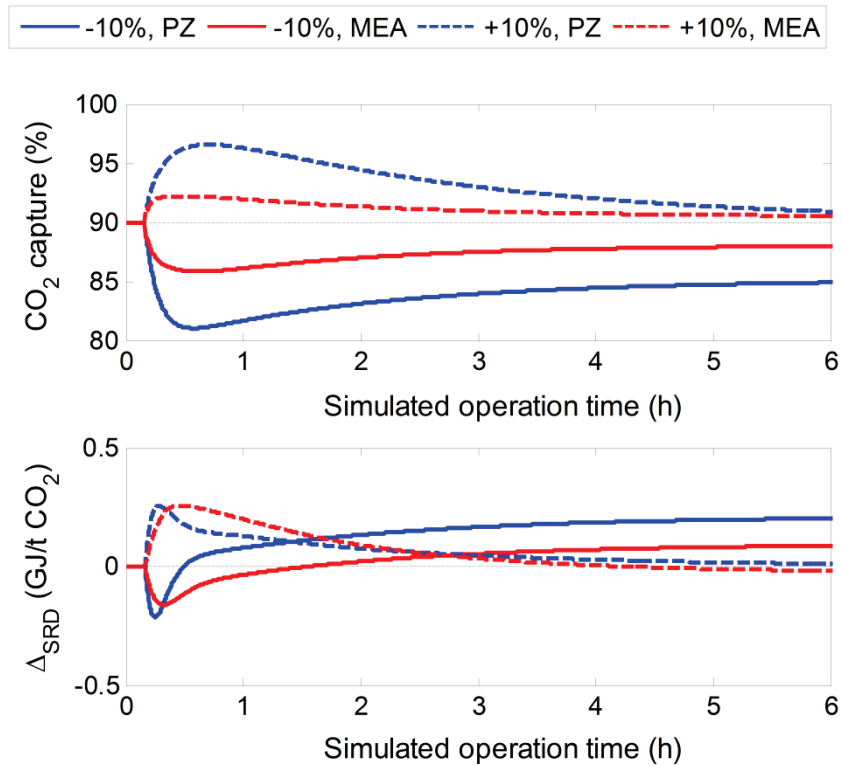 -10%, PZ -10%, MEA +10%, PZ +10%, MEA
100
95
90
85
80
CO2 capture (%)
0 1 2 3 4 5 6
Simulated operation time (h)
0.5
0
-0.5
ΔSRD (GJ/t CO2)
0 1 2 3 4 5 6
Simulated operation time (h)